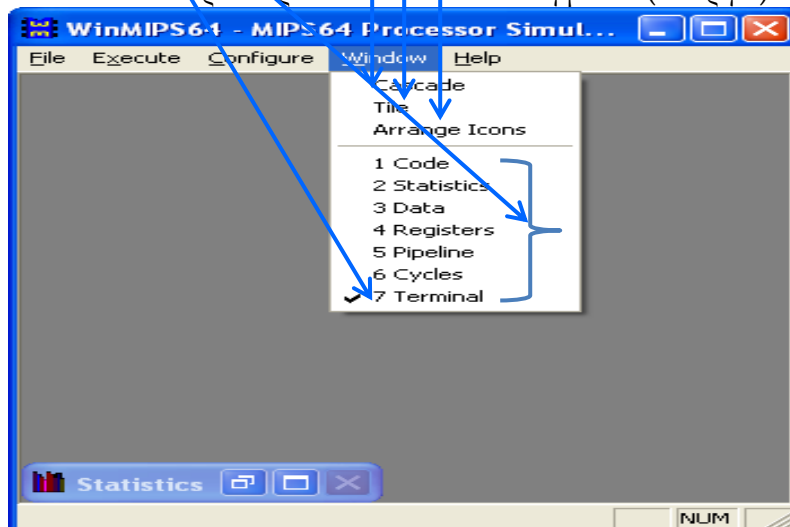 WinMIPS64 - MIPS64 Processor Simul...
File Execute Configure Window Help
Cascade
Tile
Arrange Icons
1 Code
2 Statistics
3 Data
4 Registers
5 Pipeline
6 Cycles
7 Terminal
Statistics
NUM